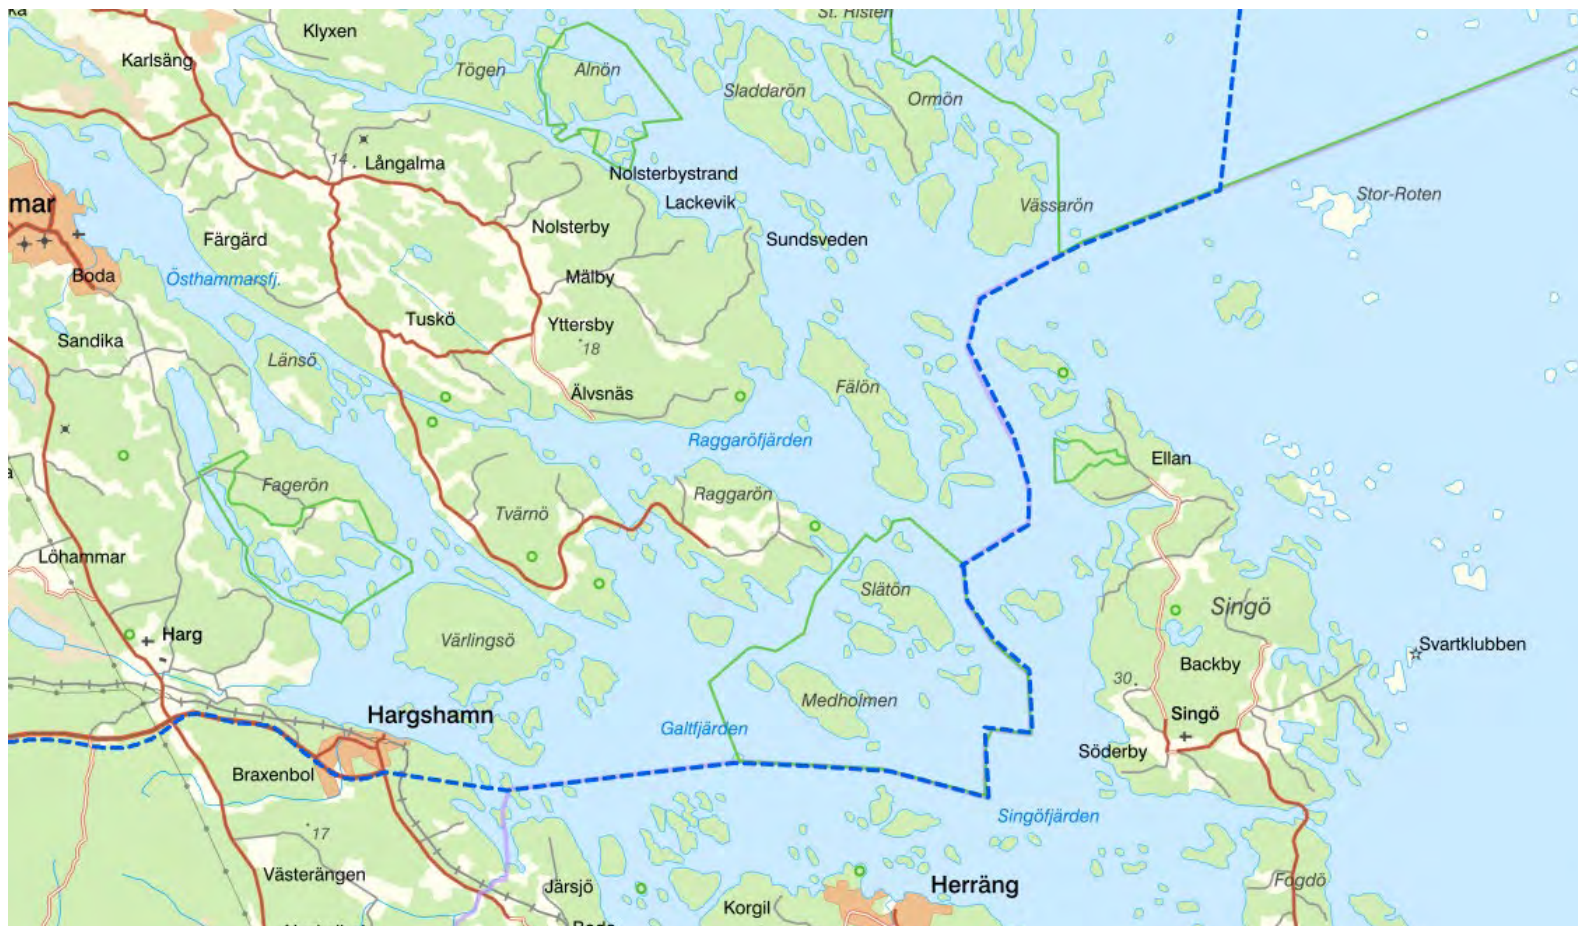 St. Risten
Klyxen
Karlsäng
Tögen
Alnön
Sladdarön
Ormön
14
Långalma
Nolsterbystrand
Lackevik
Stor-Roten
Vässarön
mar
Nolsterby
Färgärd
Sundsveden
Boda
Östhammarsfj.
Mälby
Tuskö
Yttersby
Sandika
18
Länsö
Fälön
Älvsnäs
Raggaröfjärden
Ellan
Fagerön
Raggarön
Tvärnö
Löhammar
Slätön
Singö
Harg
Värlingsö
Svartklubben
Backby
30
Medholmen
Hargshamn
Singö
Galtfjärden
Söderby
Braxenbol
Singöfjärden
17
Västerängen
Järsjö
Herräng
Fogdö
Korgil